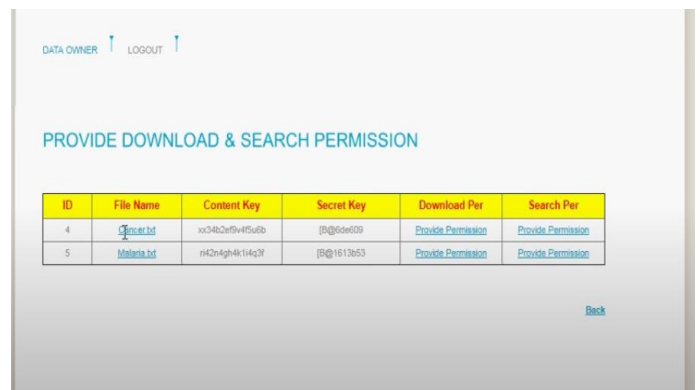 DATA OWNER LOGOUT
PROVIDE DOWNLOAD & SEARCH PERMISSION
ID File Name Content Key Secret Key Download Per Search Per
4 Cancer.txt xx34b2ef9v4f5u6b [B@6de609 Provide Permission Provide Permission
5 Malaria.txt ri42n4gh4k1i4q3f [B@1613b53 Provide Permission Provide Permission
Back